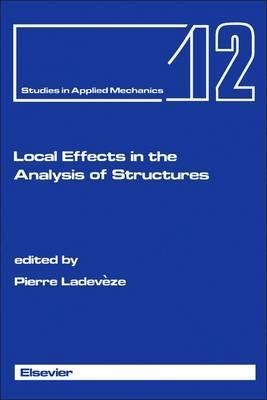 12
Studies in Applied Mechanics
Local Effects in the
Analysis of Structures
edited by
Pierre Ladevèze
Elsevier